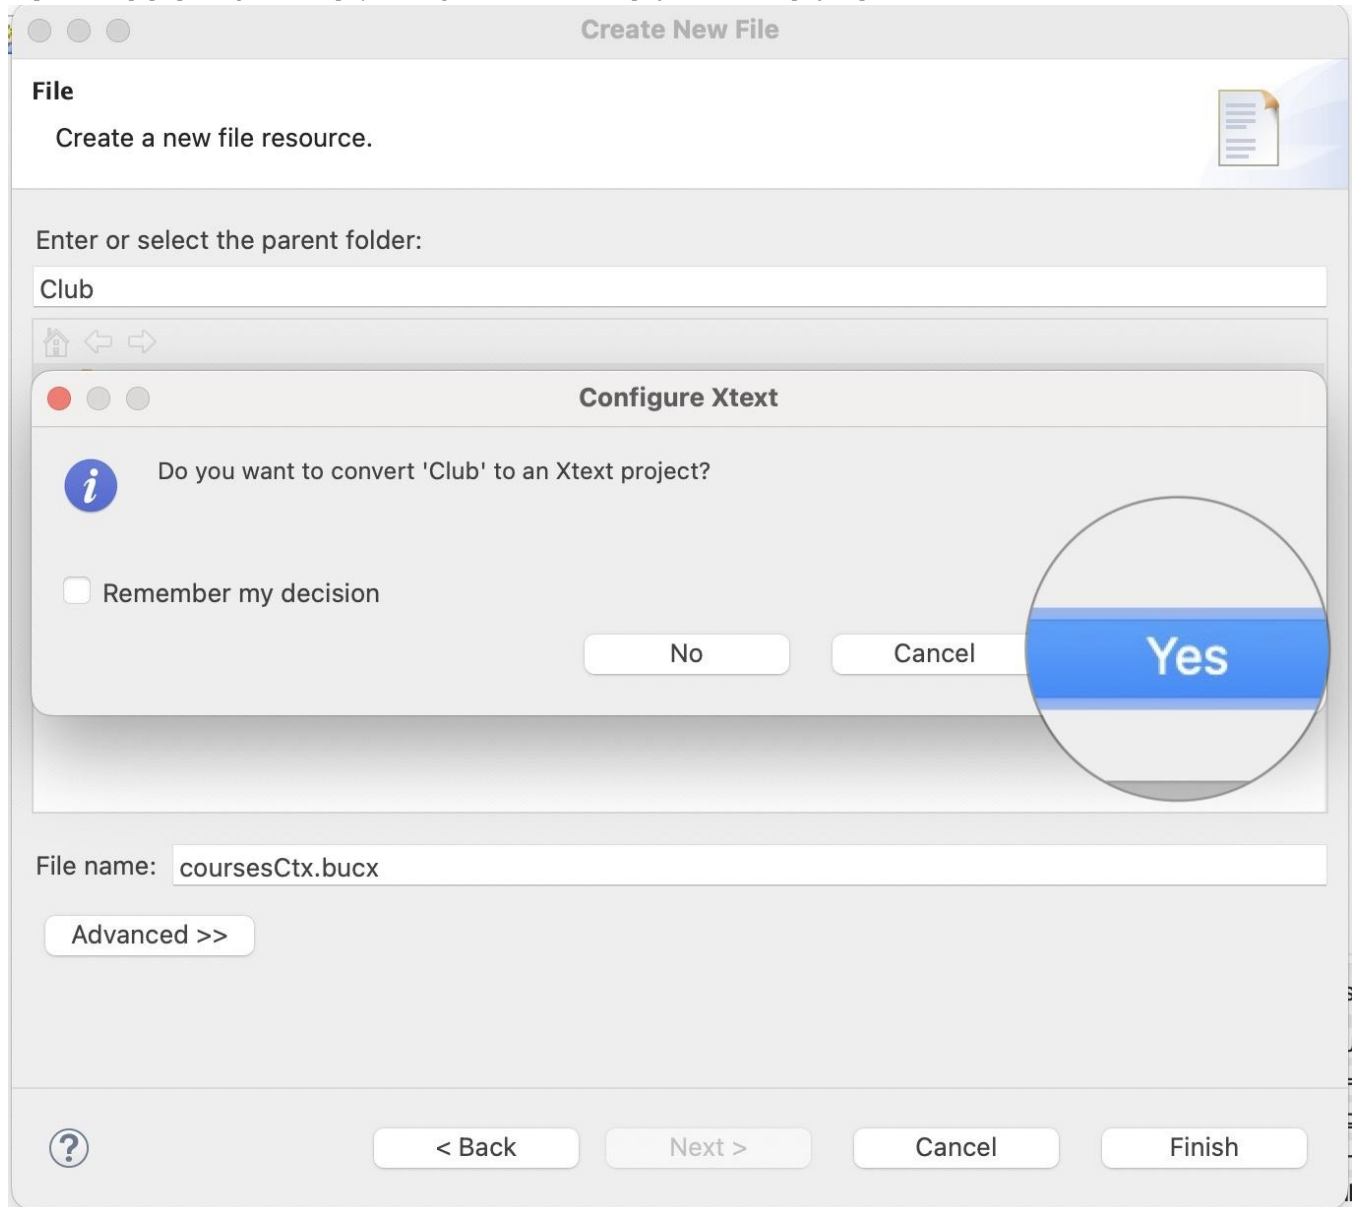 Create New File
File
Create a new file resource.
Enter or select the parent folder:
Club
Configure Xtext
Do you want to convert 'Club' to an Xtext project?
Remember my decision
No Cancel Yes
File name: coursesCtx.bucx
Advanced >>
< Back Next > Cancel Finish